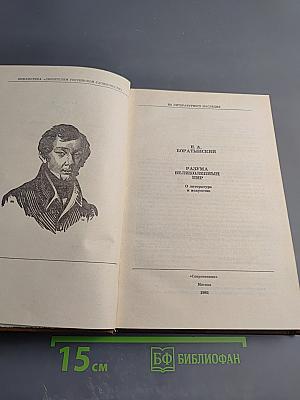 БИБЛИОТЕКА «ЛЮБИТЕЛЯМ РОССИЙСКОЙ СЛОВЕСНОСТИ»
ИЗ ЛИТЕРАТУРНОГО НАСЛЕДИЯ
Е. А.
БОРАТЫНСКИЙ
РАЗУМА
ВЕЛИКОЛЕПНЫЙ
ПИР
О литературе
и искусстве
«Современник»
Москва
1981
15 см
БФ БИБЛИОФАН